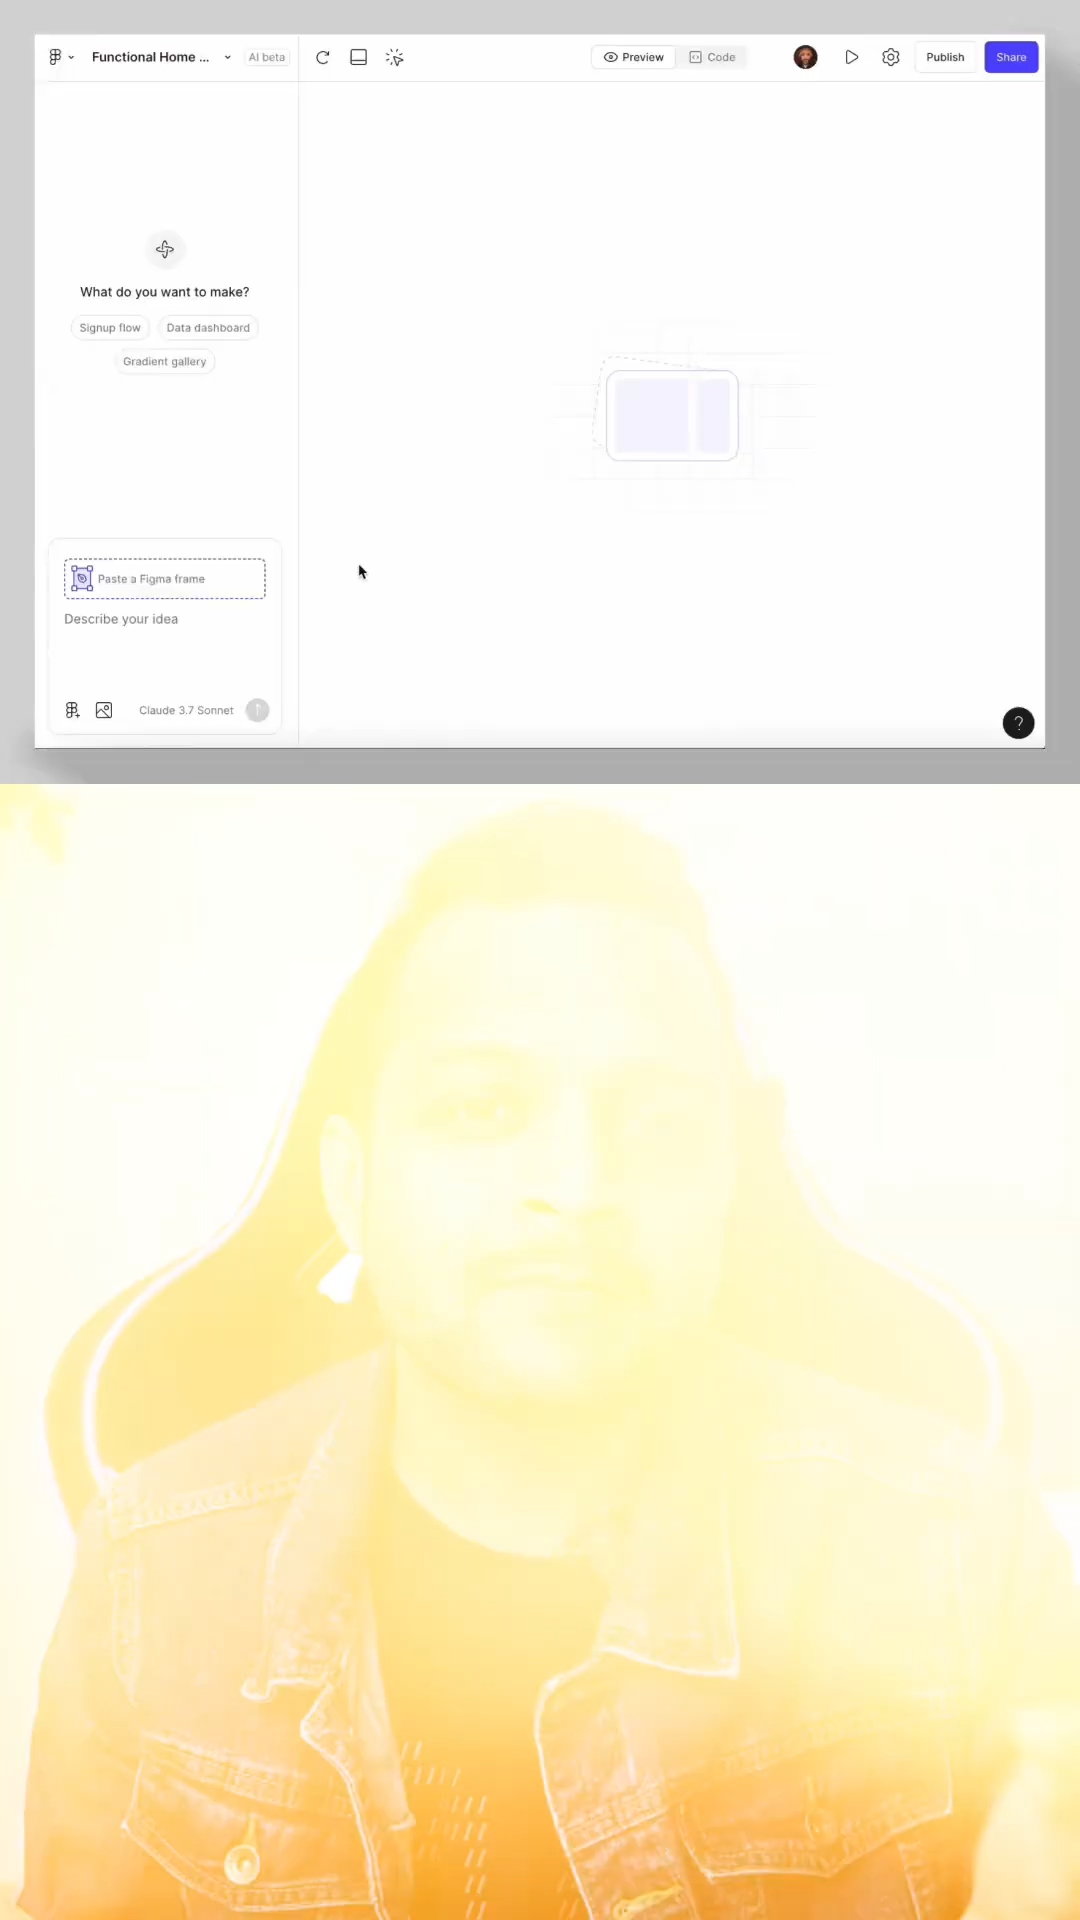 Functional Home ...
AI beta
Preview
Code
Publish
Share
What do you want to make?
Signup flow
Data dashboard
Gradient gallery
Paste a Figma frame
Describe your idea
Claude 3.7 Sonnet
?